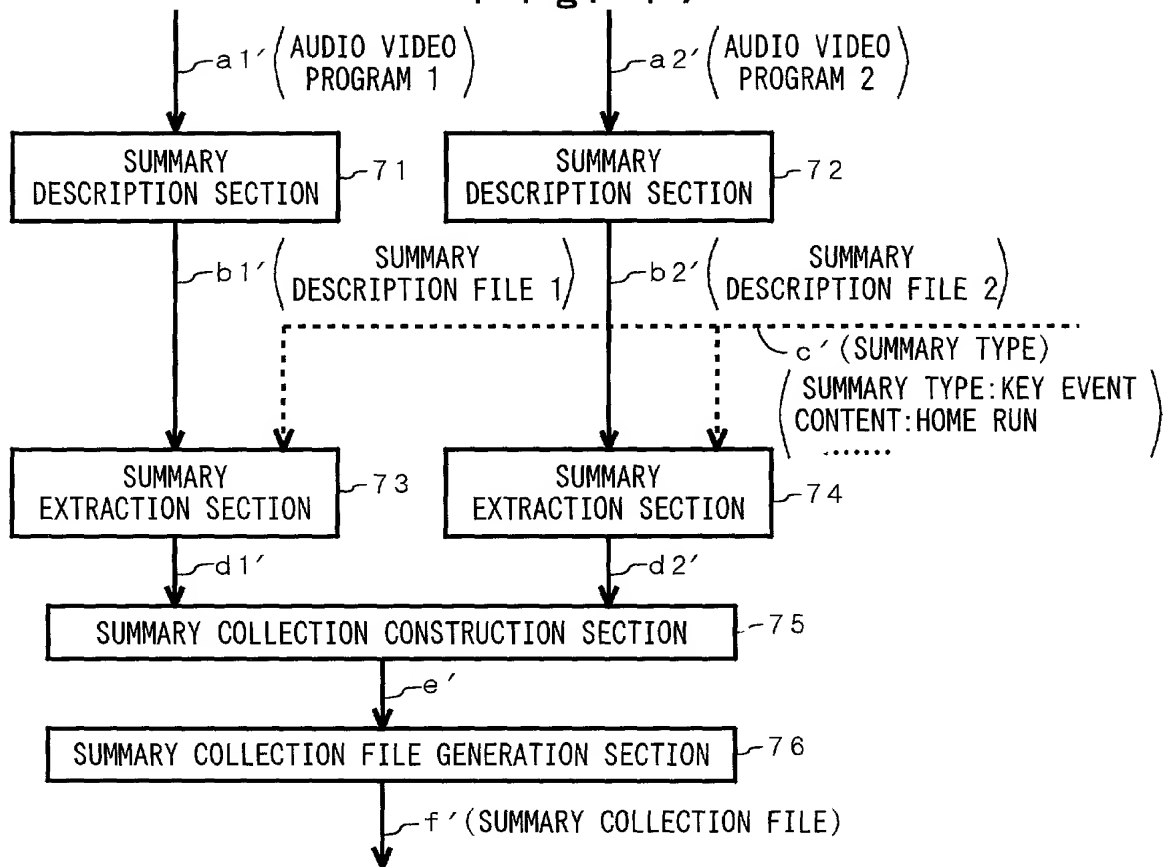 a1′ (AUDIO VIDEO
PROGRAM 1)
a2′ (AUDIO VIDEO
PROGRAM 2)
SUMMARY
DESCRIPTION SECTION
71
SUMMARY
DESCRIPTION SECTION
72
b1′ (SUMMARY
DESCRIPTION FILE 1)
b2′ (SUMMARY
DESCRIPTION FILE 2)
c′ (SUMMARY TYPE)
(SUMMARY TYPE:KEY EVENT
CONTENT:HOME RUN
.......)
SUMMARY
EXTRACTION SECTION
73
SUMMARY
EXTRACTION SECTION
74
d1′
d2′
SUMMARY COLLECTION CONSTRUCTION SECTION
75
e′
SUMMARY COLLECTION FILE GENERATION SECTION
76
f′ (SUMMARY COLLECTION FILE)